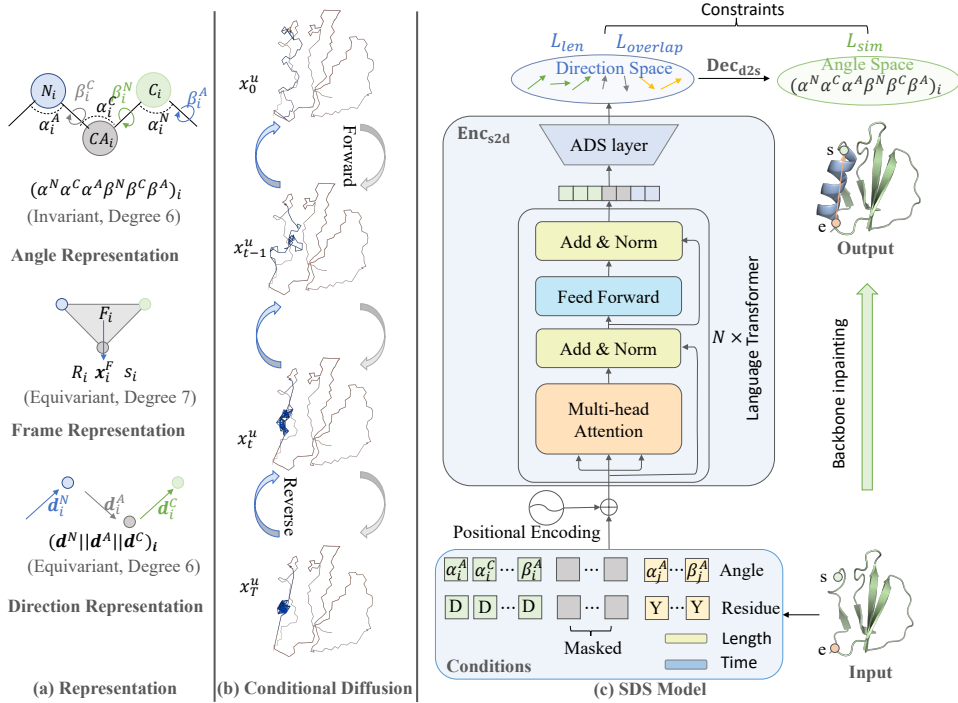 N_i
C_i
CA_i
β_i^C
β_i^N
β_i^A
α_i^A
α_i^C
α_i^N
(α^N α^C α^A β^N β^C β^A)_i
(Invariant, Degree 6)
Angle Representation
F_i
R_i x_i^F s_i
(Equivariant, Degree 7)
Frame Representation
d_i^N
d_i^A
d_i^C
(d^N||d^A||d^C)_i
(Equivariant, Degree 6)
Direction Representation
(a) Representation
x_0^u
Forward
x_{t-1}^u
x_t^u
Reverse
x_T^u
(b) Conditional Diffusion
Constraints
L_len
L_overlap
Direction Space
Dec_d2s
L_sim
Angle Space
(α^N α^C α^A β^N β^C β^A)_i
Enc_s2d
ADS layer
Add & Norm
Feed Forward
Add & Norm
Multi-head
Attention
N ×
Language Transformer
Positional Encoding
α_i^A α_i^C ··· β_i^A ··· α_j^A ··· β_j^A Angle
D D ··· D ··· Y ··· Y Residue
Masked
Length
Time
Conditions
(c) SDS Model
s
e
Output
Backbone inpainting
s
e
Input